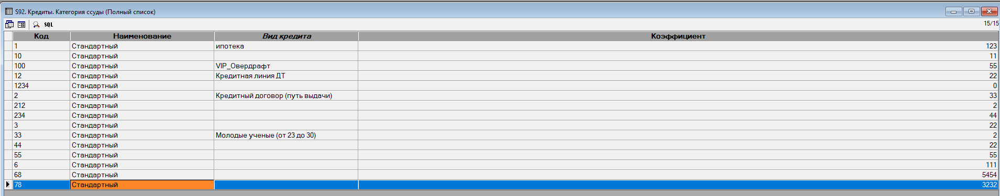 S92. Кредиты. Категория ссуды (Полный список)
SQL 15/15
Код Наименование Вид кредита Коэффициент
1 Стандартный ипотека 123
10 Стандартный 11
100 Стандартный VIP_Овердрафт 55
12 Стандартный Кредитная линия ДТ 22
1234 Стандартный 0
2 Стандартный Кредитный договор (путь выдачи) 33
212 Стандартный 2
234 Стандартный 44
3 Стандартный 22
33 Стандартный Молодые ученые (от 23 до 30) 2
44 Стандартный 22
55 Стандартный 55
6 Стандартный 111
68 Стандартный 5454
78 Стандартный 3232